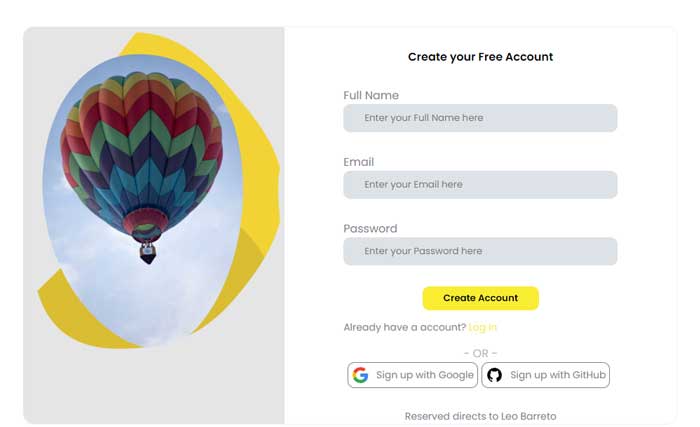 Create your Free Account
Full Name
Enter your Full Name here
Email
Enter your Email here
Password
Enter your Password here
Create Account
Already have a account? Log in
- OR -
Sign up with Google Sign up with GitHub
Reserved directs to Leo Barreto